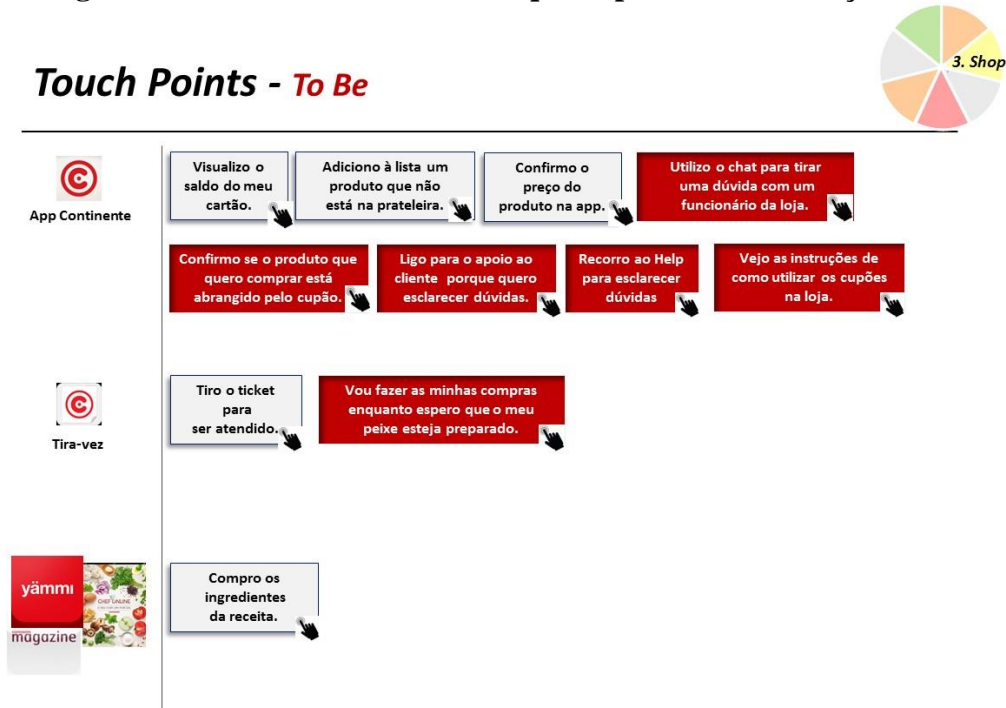 Touch Points - To Be
3. Shop
App Continente
Visualizo o
saldo do meu
cartão.
Adiciono à lista um
produto que não
está na prateleira.
Confirmo o
preço do
produto na app.
Utilizo o chat para tirar
uma dúvida com um
funcionário da loja.
Confirmo se o produto que
quero comprar está
abrangido pelo cupão.
Ligo para o apoio ao
cliente porque quero
esclarecer dúvidas.
Recorro ao Help
para esclarecer
dúvidas
Vejo as instruções de
como utilizar os cupões
na loja.
Tira-vez
Tiro o ticket
para
ser atendido.
Vou fazer as minhas compras
enquanto espero que o meu
peixe esteja preparado.
yämmi
magazine
CHEF ONLINE
Compro os
ingredientes
da receita.